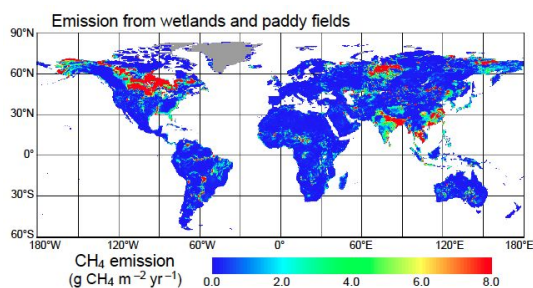 Emission from wetlands and paddy fields
90°N
60°N
30°N
0°
30°S
60°S
180°W 120°W 60°W 0° 60°E 120°E 180°E
CH₄ emission
(g CH₄ m⁻² yr⁻¹)
0.0 2.0 4.0 6.0 8.0